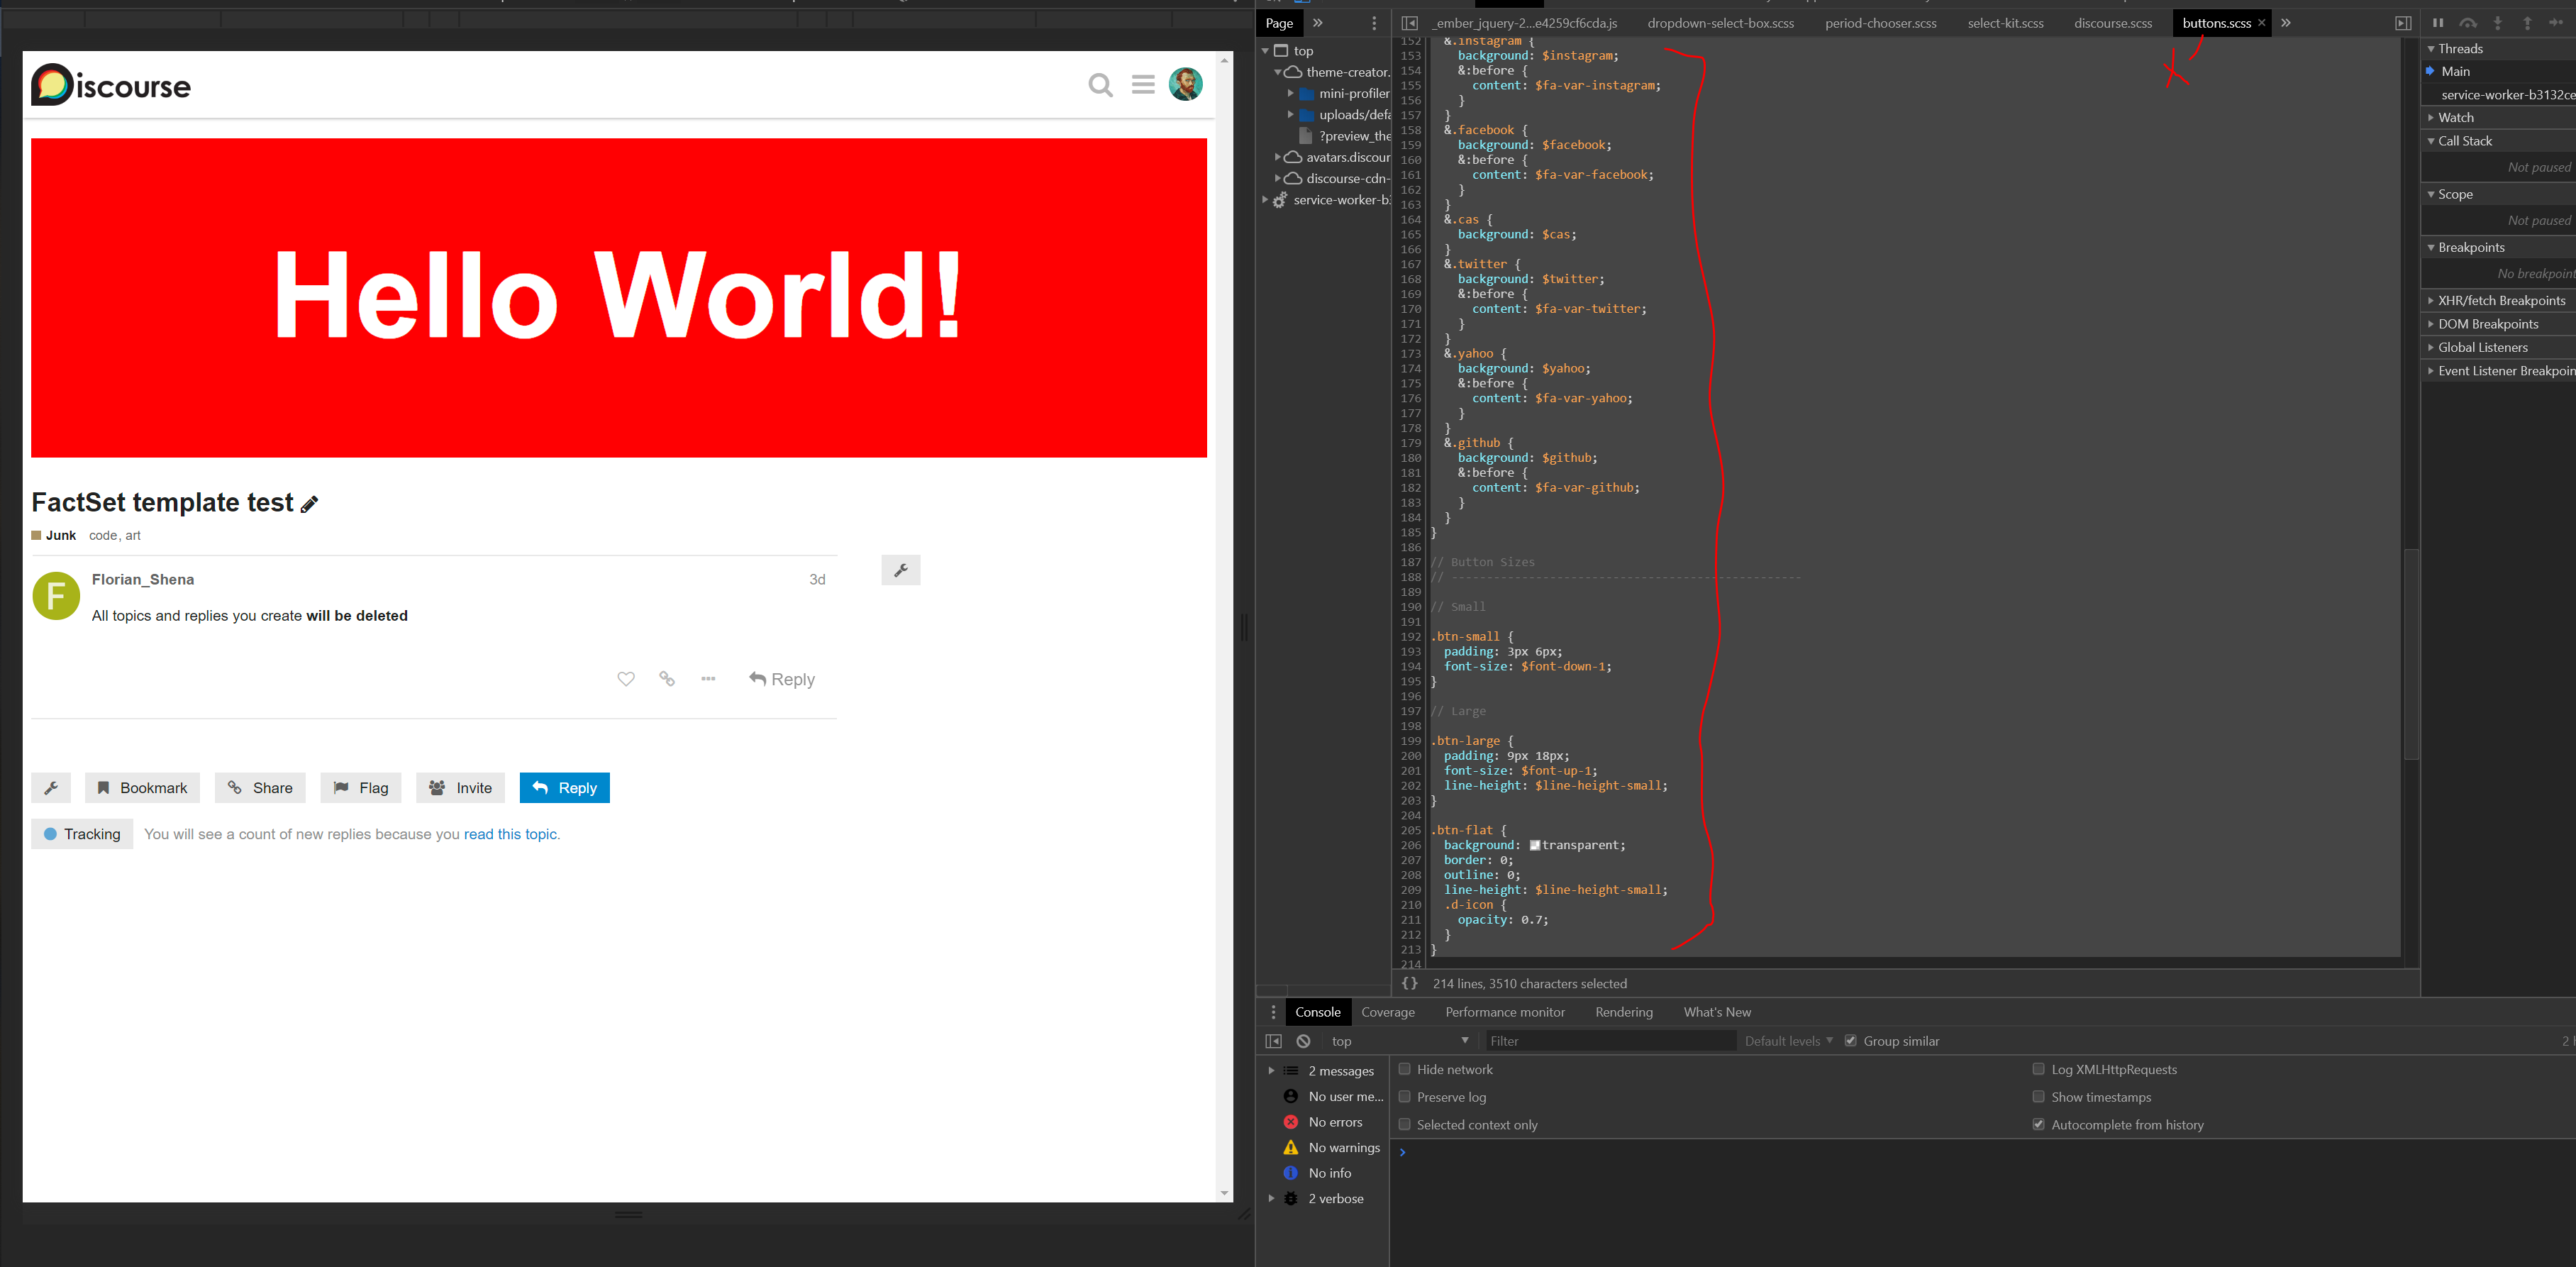 Discourse
Hello World!
FactSet template test
Junk code, art
Florian_Shena 3d
All topics and replies you create will be deleted
Reply
Bookmark Share Flag Invite Reply
Tracking You will see a count of new replies because you read this topic.
Page
top
theme-creator.
mini-profiler
uploads/defa
?preview_the
avatars.discour
discourse-cdn-
service-worker-b3
_ember_jquery-2...e4259cf6cda.js dropdown-select-box.scss period-chooser.scss select-kit.scss discourse.scss buttons.scss ×
152 &.instagram {
153 background: $instagram;
154 &:before {
155 content: $fa-var-instagram;
156 }
157 }
158 &.facebook {
159 background: $facebook;
160 &:before {
161 content: $fa-var-facebook;
162 }
163 }
164 &.cas {
165 background: $cas;
166 }
167 &.twitter {
168 background: $twitter;
169 &:before {
170 content: $fa-var-twitter;
171 }
172 }
173 &.yahoo {
174 background: $yahoo;
175 &:before {
176 content: $fa-var-yahoo;
177 }
178 }
179 &.github {
180 background: $github;
181 &:before {
182 content: $fa-var-github;
183 }
184 }
185 }
186
187 // Button Sizes
188 // --------------------------------------------------
189
190 // Small
191
192 .btn-small {
193 padding: 3px 6px;
194 font-size: $font-down-1;
195 }
196
197 // Large
198
199 .btn-large {
200 padding: 9px 18px;
201 font-size: $font-up-1;
202 line-height: $line-height-small;
203 }
204
205 .btn-flat {
206 background: transparent;
207 border: 0;
208 outline: 0;
209 line-height: $line-height-small;
210 .d-icon {
211 opacity: 0.7;
212 }
213 }
214
{} 214 lines, 3510 characters selected
Threads
Main
service-worker-b3132ce
Watch
Call Stack
Not paused
Scope
Not paused
Breakpoints
No breakpoint
XHR/fetch Breakpoints
DOM Breakpoints
Global Listeners
Event Listener Breakpoin
Console Coverage Performance monitor Rendering What's New
top Filter Default levels Group similar 2
2 messages
No user me...
No errors
No warnings
No info
2 verbose
Hide network Log XMLHttpRequests
Preserve log Show timestamps
Selected context only Autocomplete from history